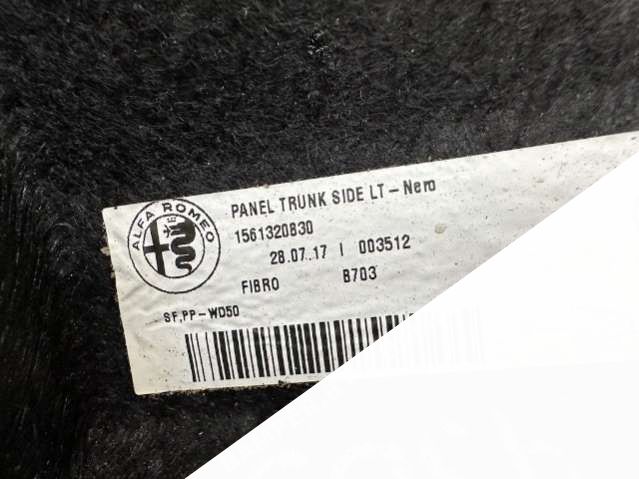 ALFA ROMEO
PANEL TRUNK SIDE LT-Nero
1561320830
28.07.17 | 003512
FIBRO B703
SF,PP-WD50